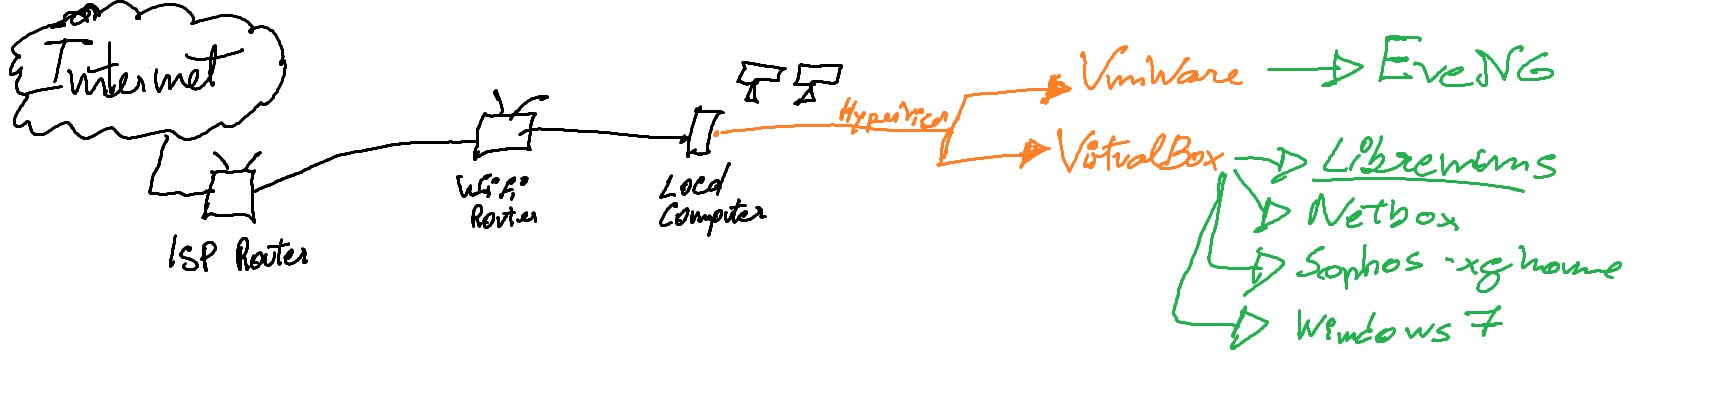 Internet
ISP Router
Wifi
Router
Local
Computer
Hypervisor
VmWare
EveNG
VirtualBox
Librenms
Netbox
Sophos -xg home
Windows 7